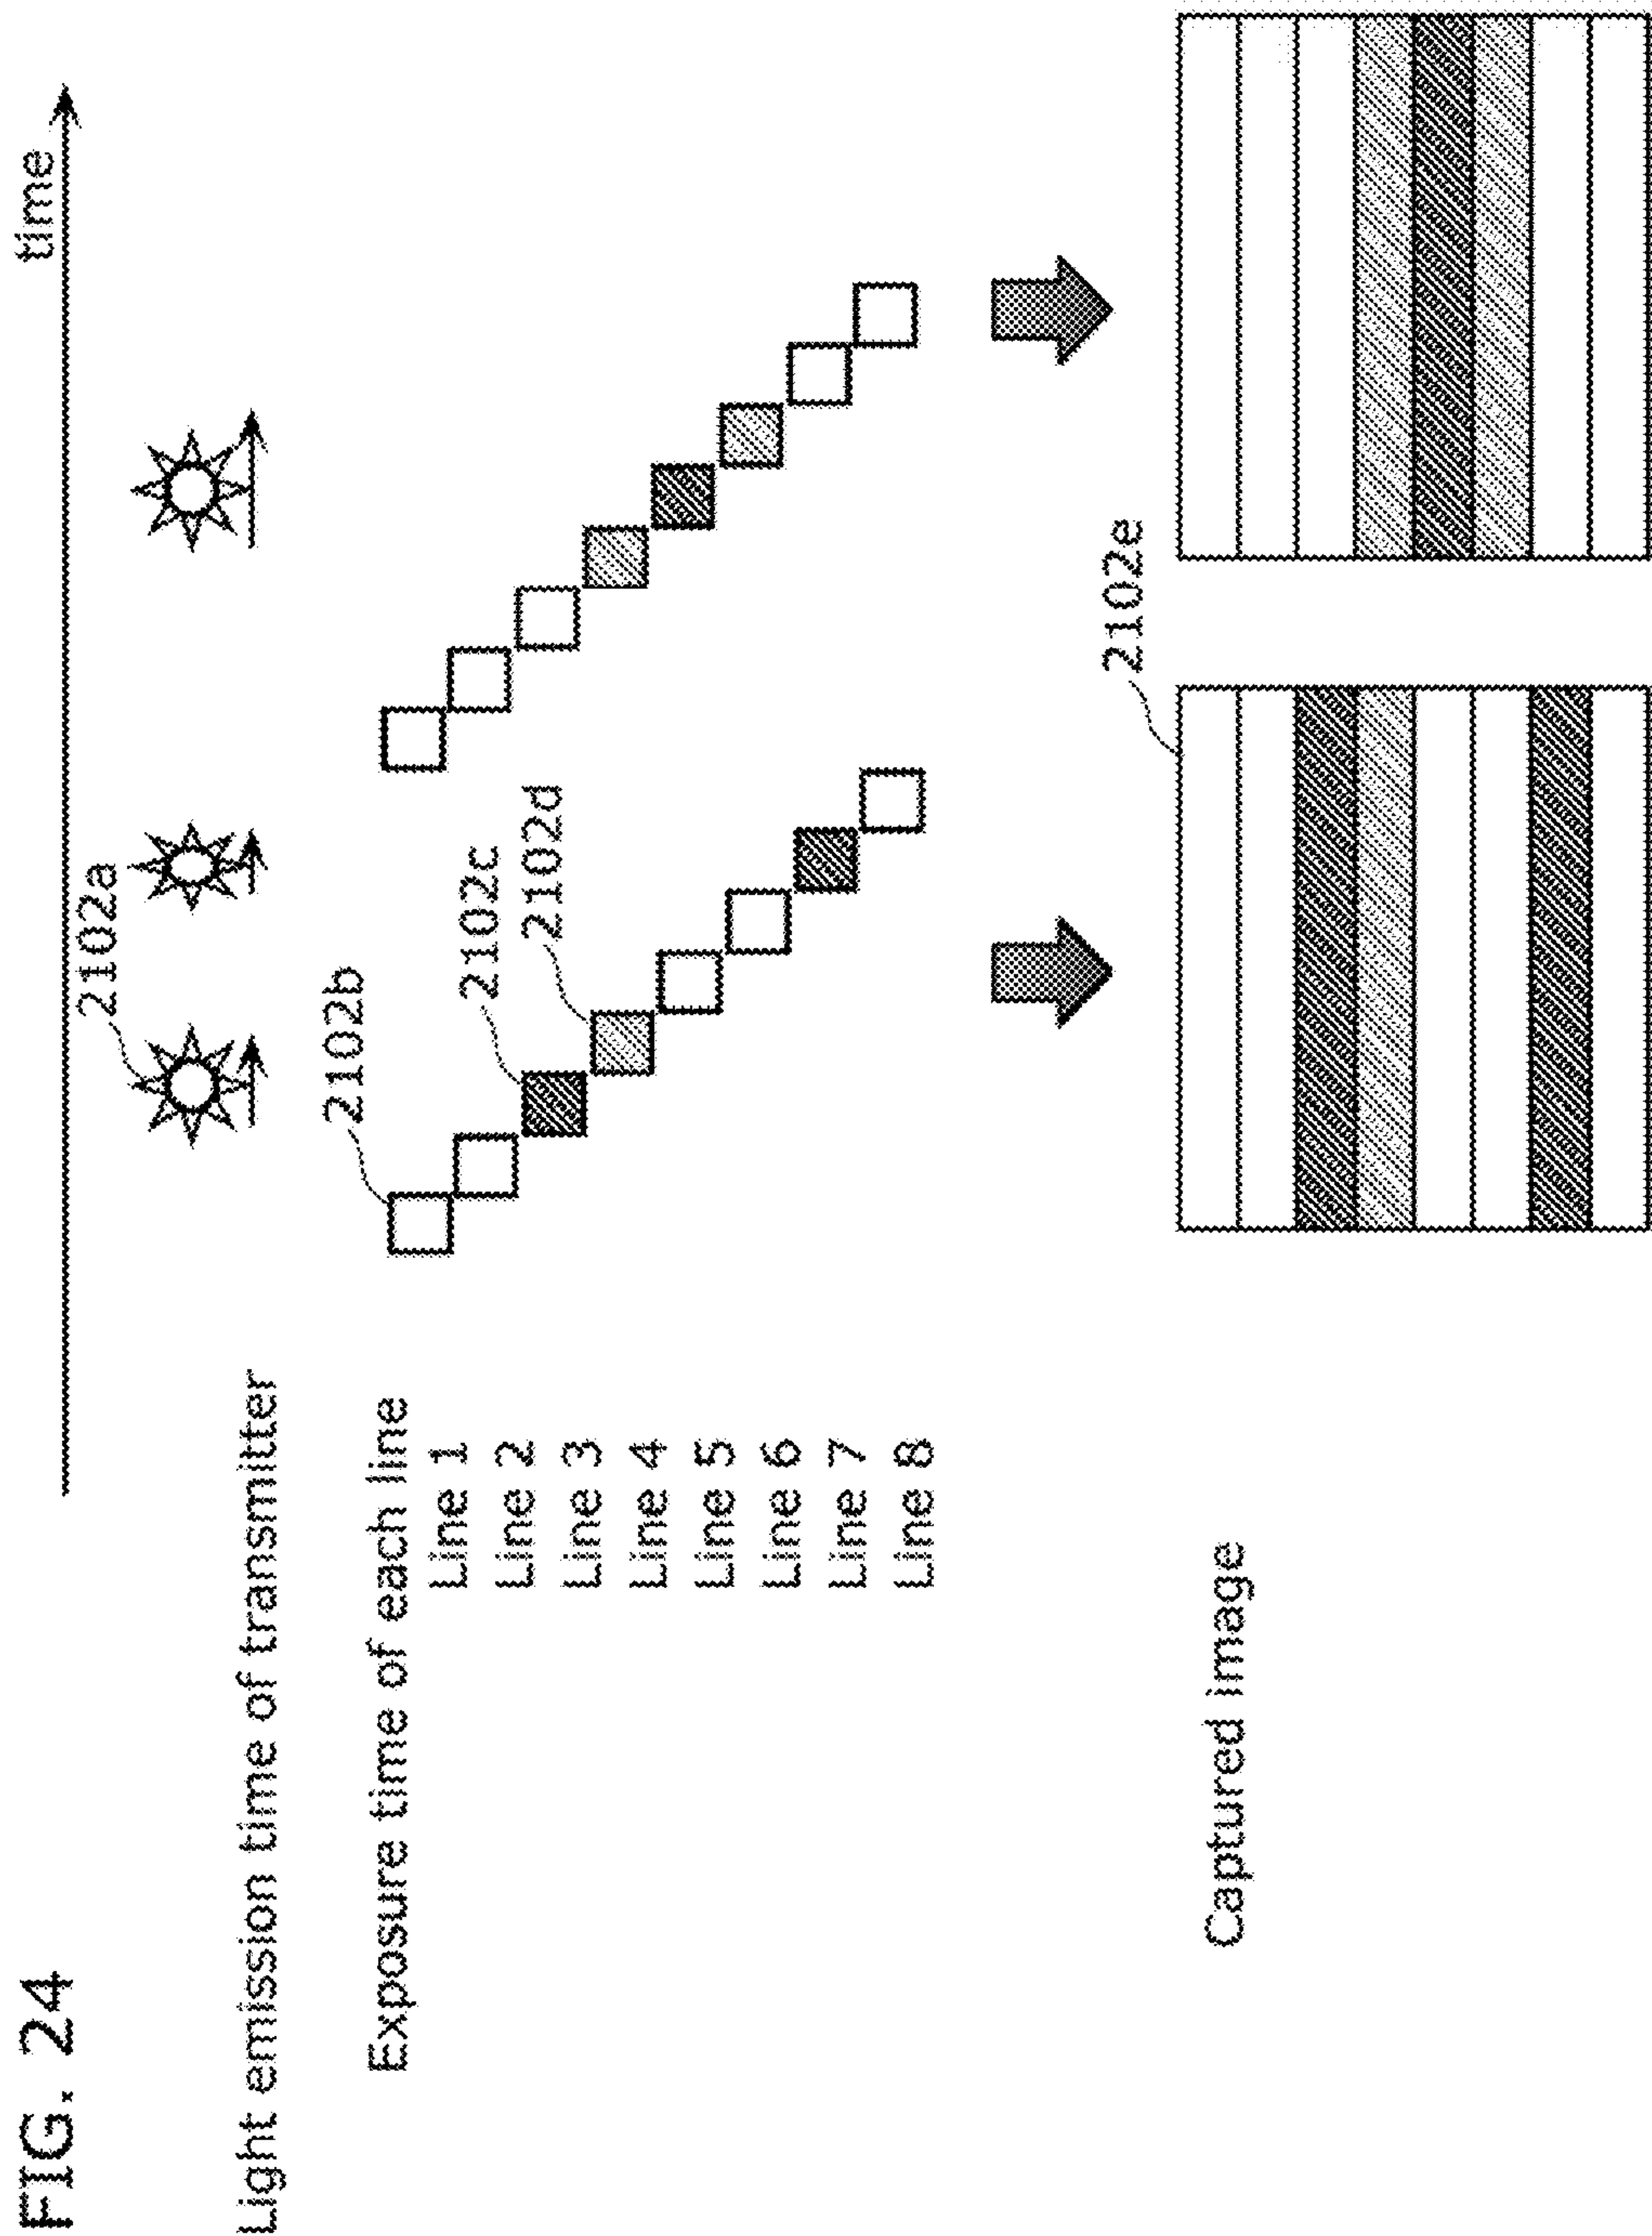 FIG. 24
time
2102a
Light emission time of transmitter
2102b
Exposure time of each line
Line 1
Line 2
2102c
Line 3
2102d
Line 4
Line 5
Line 6
Line 7
Line 8
2102e
Captured image